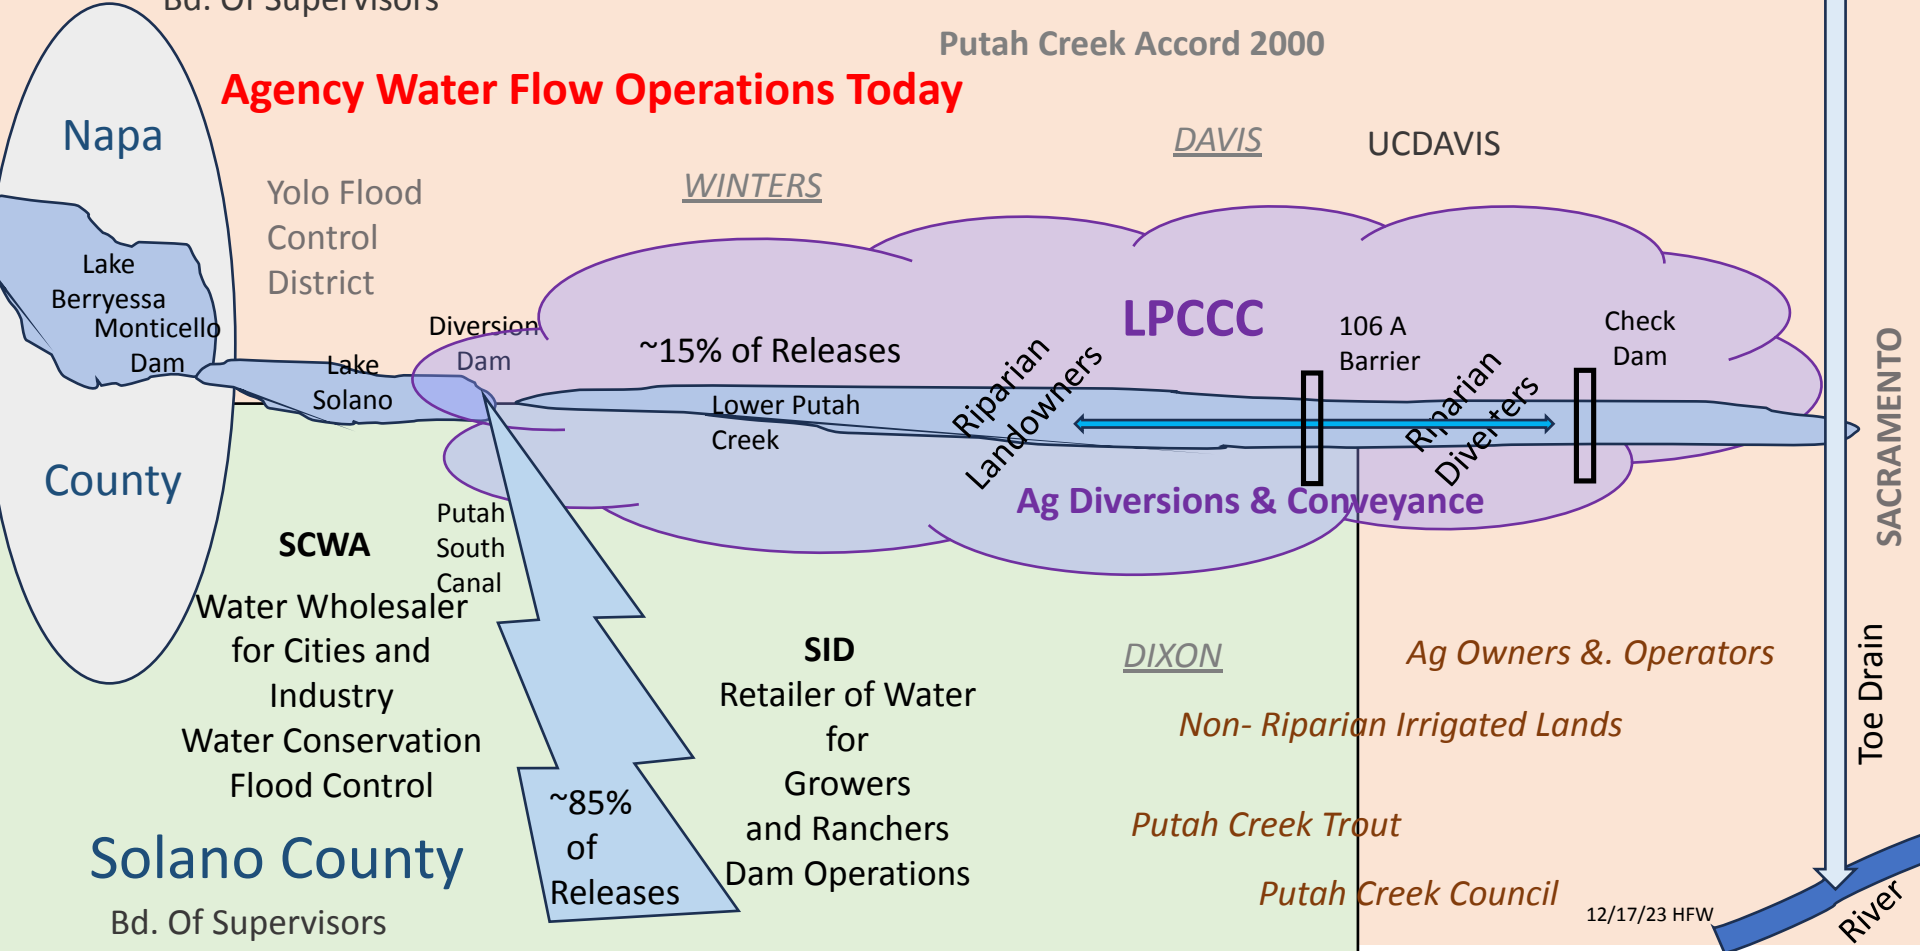 Bd. Of Supervisors
Putah Creek Accord 2000
Agency Water Flow Operations Today
Napa
County
DAVIS
UCDAVIS
WINTERS
Yolo Flood
Control
District
Lake
Berryessa
Monticello
Dam
Lake
Solano
Diversion
Dam
~15% of Releases
LPCCC
106 A
Barrier
Check
Dam
Lower Putah
Creek
Riparian
Landowners
Riparian
Diverters
Ag Diversions & Conveyance
Putah
South
Canal
SCWA
Water Wholesaler
for Cities and
Industry
Water Conservation
Flood Control
~85%
of
Releases
SID
Retailer of Water
for
Growers
and Ranchers
Dam Operations
DIXON
Ag Owners &. Operators
Non- Riparian Irrigated Lands
Putah Creek Trout
Putah Creek Council
Solano County
Bd. Of Supervisors
12/17/23 HFW
SACRAMENTO
Toe Drain
River